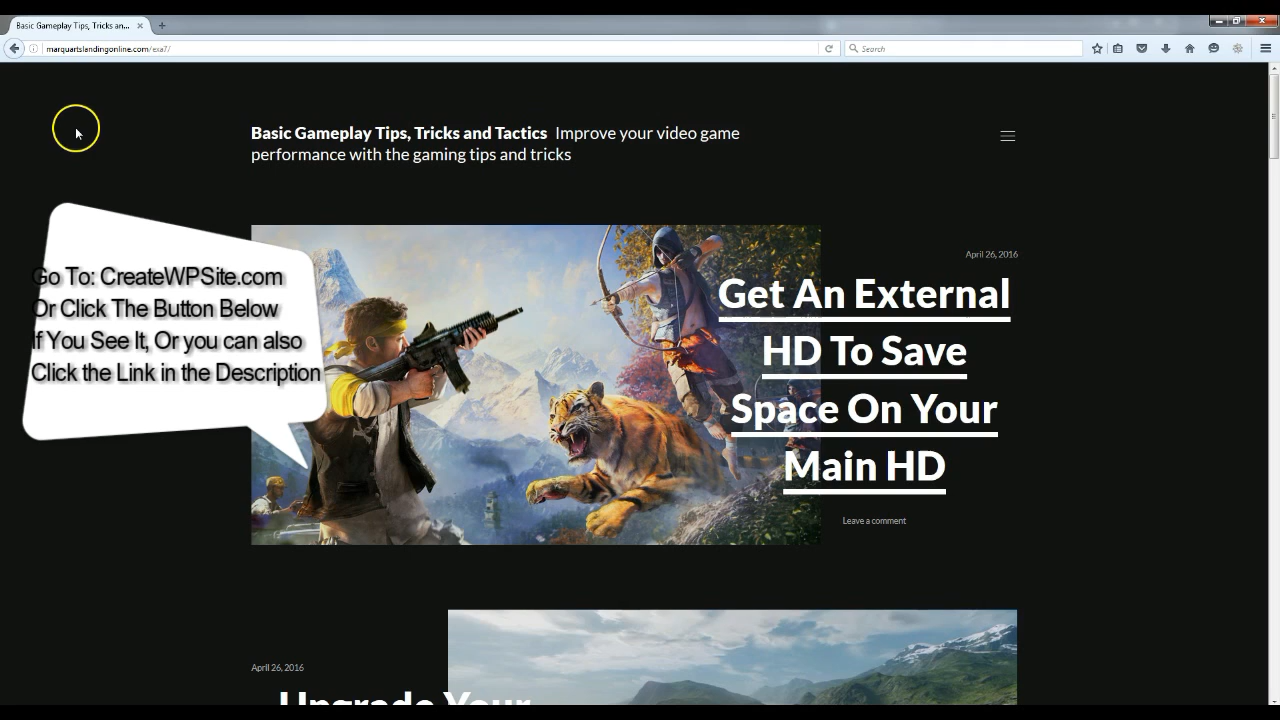 Basic Gameplay Tips, Tricks an...
marquartslandingonline.com/exa7/
Search
Basic Gameplay Tips, Tricks and Tactics Improve your video game
performance with the gaming tips and tricks
April 26, 2016
Get An External
HD To Save
Space On Your
Main HD
Leave a comment
Go To: CreateWPSite.com
Or Click The Button Below
If You See It, Or you can also
Click the Link in the Description
April 26, 2016
Upgrade Your